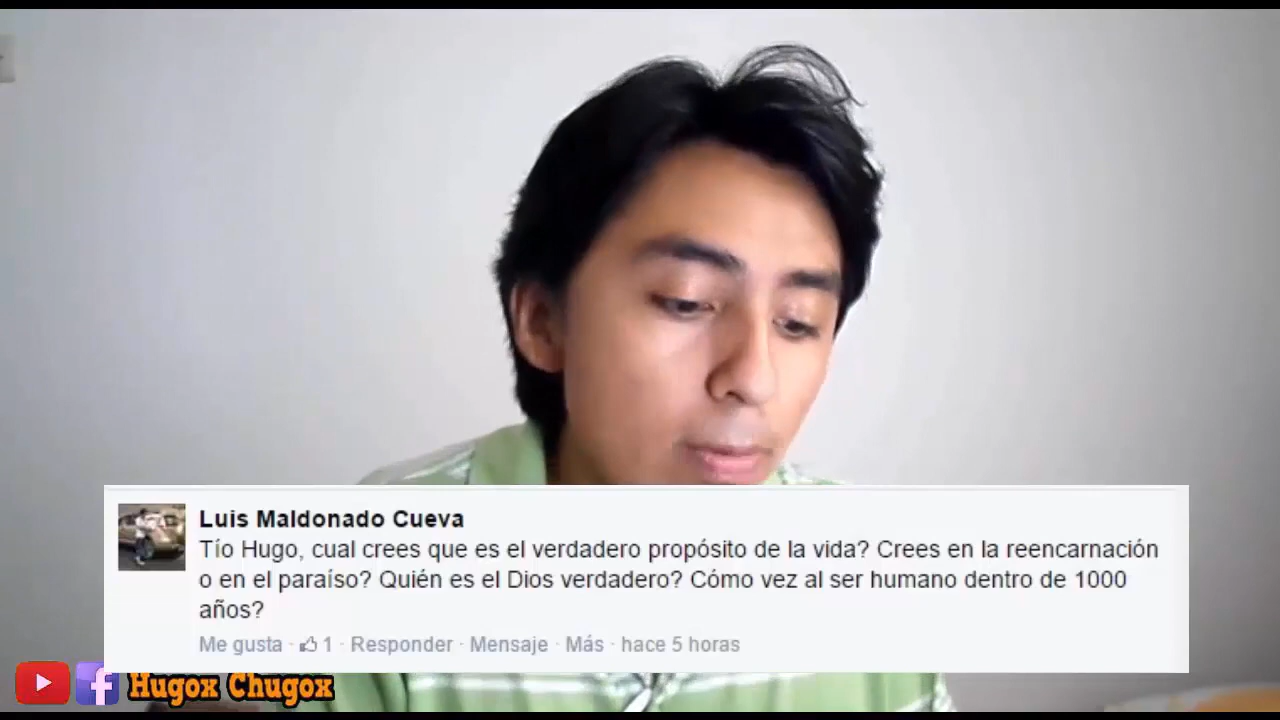 Luis Maldonado Cueva
Tío Hugo, cual crees que es el verdadero propósito de la vida? Crees en la reencarnación
o en el paraíso? Quién es el Dios verdadero? Cómo vez al ser humano dentro de 1000
años?
Me gusta · 1 · Responder · Mensaje · Más · hace 5 horas
Hugox Chugox